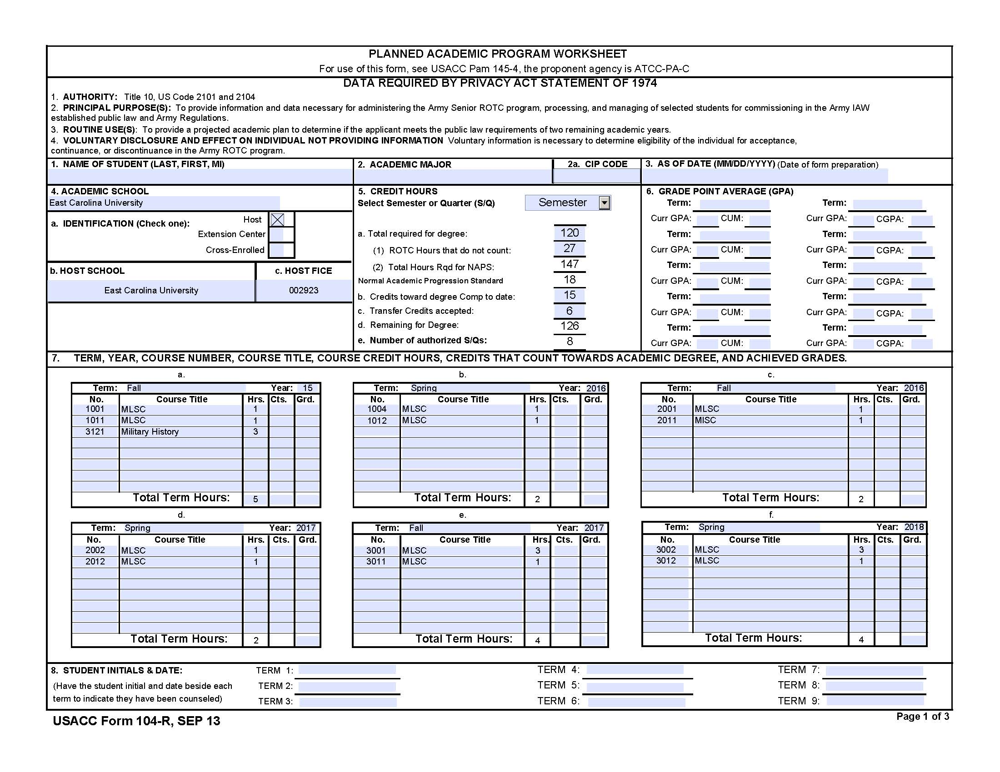 PLANNED ACADEMIC PROGRAM WORKSHEET
For use of this form, see USACC Pam 145-4, the proponent agency is ATCC-PA-C
DATA REQUIRED BY PRIVACY ACT STATEMENT OF 1974
1. AUTHORITY: Title 10, US Code 2101 and 2104
2. PRINCIPAL PURPOSE(S): To provide information and data necessary for administering the Army Senior ROTC program, processing, and managing of selected students for commissioning in the Army IAW
established public law and Army Regulations.
3. ROUTINE USE(S): To provide a projected academic plan to determine if the applicant meets the public law requirements of two remaining academic years.
4. VOLUNTARY DISCLOSURE AND EFFECT ON INDIVIDUAL NOT PROVIDING INFORMATION Voluntary information is necessary to determine eligibility of the individual for acceptance,
continuance, or discontinuance in the Army ROTC program.
1. NAME OF STUDENT (LAST, FIRST, MI)
2. ACADEMIC MAJOR
2a. CIP CODE
3. AS OF DATE (MM/DD/YYYY) (Date of form preparation)
4. ACADEMIC SCHOOL
East Carolina University
a. IDENTIFICATION (Check one):
Host
Extension Center
Cross-Enrolled
b. HOST SCHOOL
c. HOST FICE
East Carolina University
002923
5. CREDIT HOURS
Select Semester or Quarter (S/Q) Semester
a. Total required for degree: 120
(1) ROTC Hours that do not count: 27
(2) Total Hours Rqd for NAPS: 147
Normal Academic Progression Standard 18
b. Credits toward degree Comp to date: 15
c. Transfer Credits accepted: 6
d. Remaining for Degree: 126
e. Number of authorized S/Qs: 8
6. GRADE POINT AVERAGE (GPA)
Term: Term:
Curr GPA: CUM: Curr GPA: CGPA:
Term: Term:
Curr GPA: CUM: Curr GPA: CGPA:
Term: Term:
Curr GPA: CUM: Curr GPA: CGPA:
Term: Term:
Curr GPA: CUM: Curr GPA: CGPA:
Term: Term:
Curr GPA: CUM: Curr GPA: CGPA:
7. TERM, YEAR, COURSE NUMBER, COURSE TITLE, COURSE CREDIT HOURS, CREDITS THAT COUNT TOWARDS ACADEMIC DEGREE, AND ACHIEVED GRADES.
a.
Term: Fall Year: 15
No. Course Title Hrs. Cts. Grd.
1001 MLSC 1
1011 MLSC 1
3121 Military History 3
Total Term Hours: 5
b.
Term: Spring Year: 2016
No. Course Title Hrs. Cts. Grd.
1004 MLSC 1
1012 MLSC 1
Total Term Hours: 2
c.
Term: Fall Year: 2016
No. Course Title Hrs. Cts. Grd.
2001 MLSC 1
2011 MISC 1
Total Term Hours: 2
d.
Term: Spring Year: 2017
No. Course Title Hrs. Cts. Grd.
2002 MLSC 1
2012 MLSC 1
Total Term Hours: 2
e.
Term: Fall Year: 2017
No. Course Title Hrs. Cts. Grd.
3001 MLSC 3
3011 MLSC 1
Total Term Hours: 4
f.
Term: Spring Year: 2018
No. Course Title Hrs. Cts. Grd.
3002 MLSC 3
3012 MLSC 1
Total Term Hours: 4
8. STUDENT INITIALS & DATE:
(Have the student initial and date beside each
term to indicate they have been counseled)
TERM 1:
TERM 2:
TERM 3:
TERM 4:
TERM 5:
TERM 6:
TERM 7:
TERM 8:
TERM 9:
USACC Form 104-R, SEP 13
Page 1 of 3